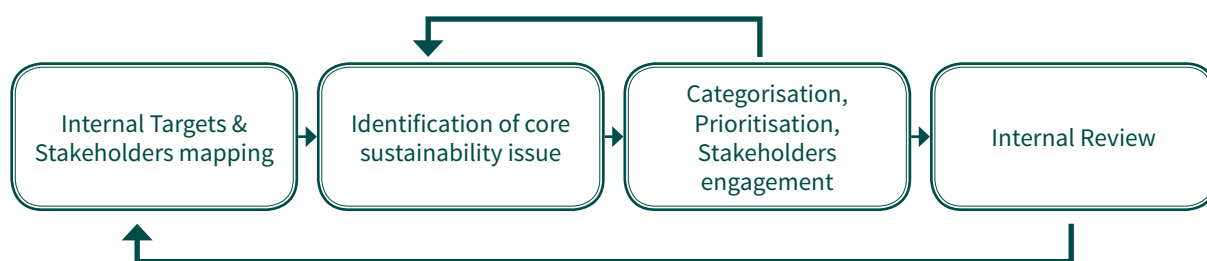 Internal Targets &
Stakeholders mapping
Identification of core
sustainability issue
Categorisation,
Prioritisation,
Stakeholders
engagement
Internal Review